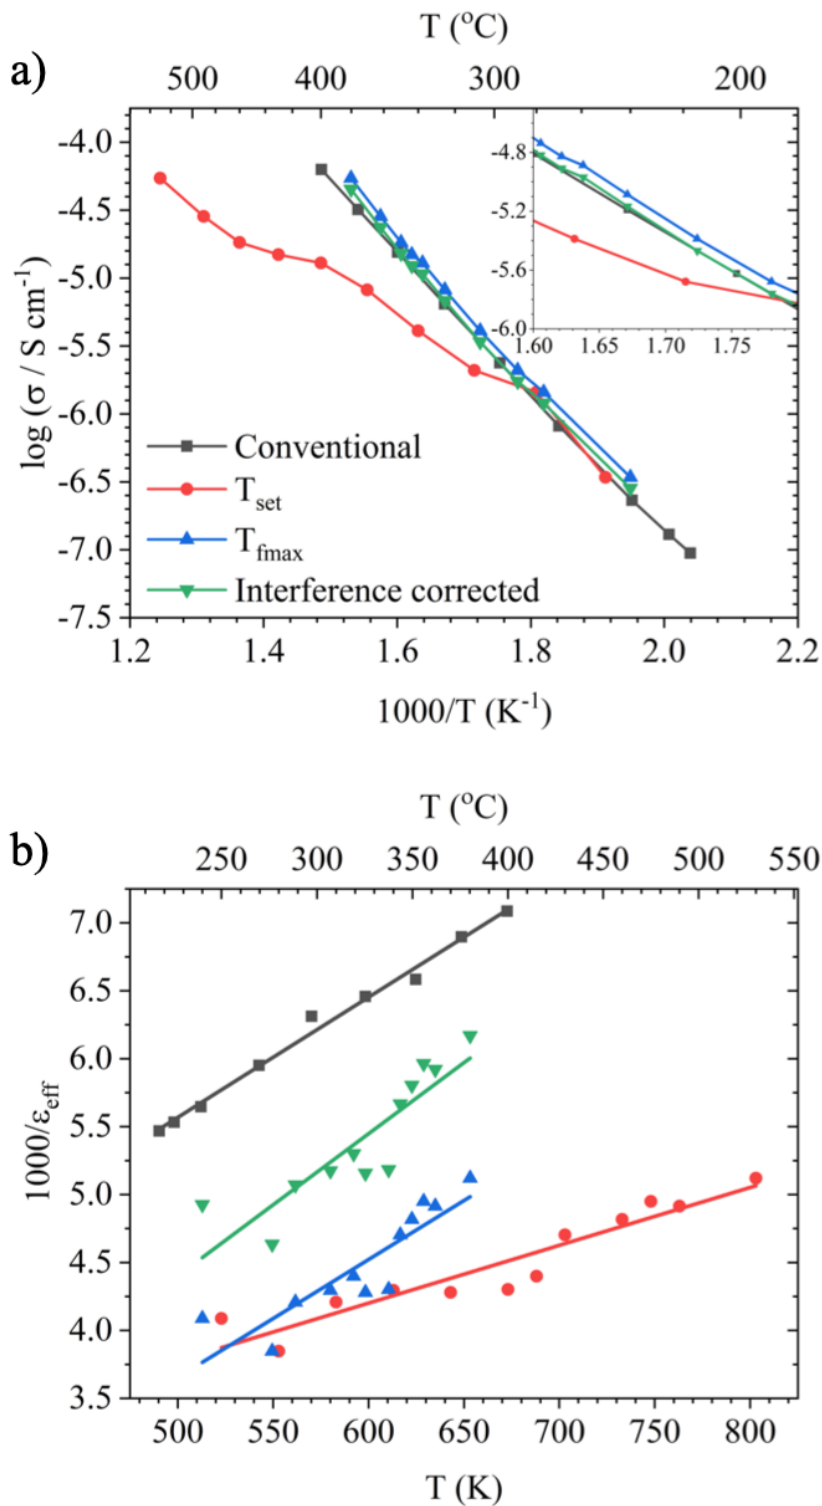 a)
T (°C)
500 400 300 200
-4.0
-4.5
-5.0
-5.5
-6.0
-6.5
-7.0
-7.5
log (σ / S cm⁻¹)
-4.8
-5.2
-5.6
-6.0
1.60 1.65 1.70 1.75
Conventional
Tset
Tfmax
Interference corrected
1.2 1.4 1.6 1.8 2.0 2.2
1000/T (K⁻¹)
b)
T (°C)
250 300 350 400 450 500 550
7.0
6.5
6.0
5.5
5.0
4.5
4.0
3.5
1000/εeff
500 550 600 650 700 750 800
T (K)